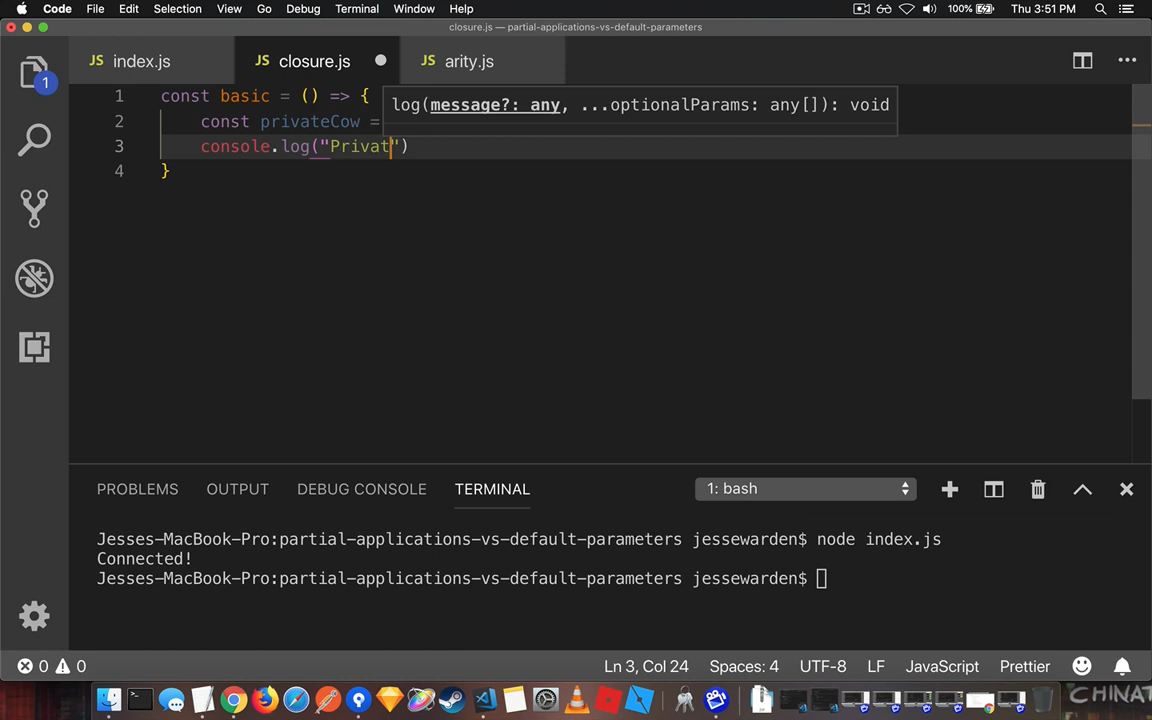 Code File Edit Selection View Go Debug Terminal Window Help 100% Thu 3:51 PM
closure.js — partial-applications-vs-default-parameters
JS index.js JS closure.js JS arity.js
1
1 const basic = () => {
log(message?: any, ...optionalParams: any[]): void
2 const privateCow =
3 console.log("Privat")
4 }
PROBLEMS OUTPUT DEBUG CONSOLE TERMINAL 1: bash
Jesses-MacBook-Pro:partial-applications-vs-default-parameters jessewarden$ node index.js
Connected!
Jesses-MacBook-Pro:partial-applications-vs-default-parameters jessewarden$
0 0 Ln 3, Col 24 Spaces: 4 UTF-8 LF JavaScript Prettier
CHINAT